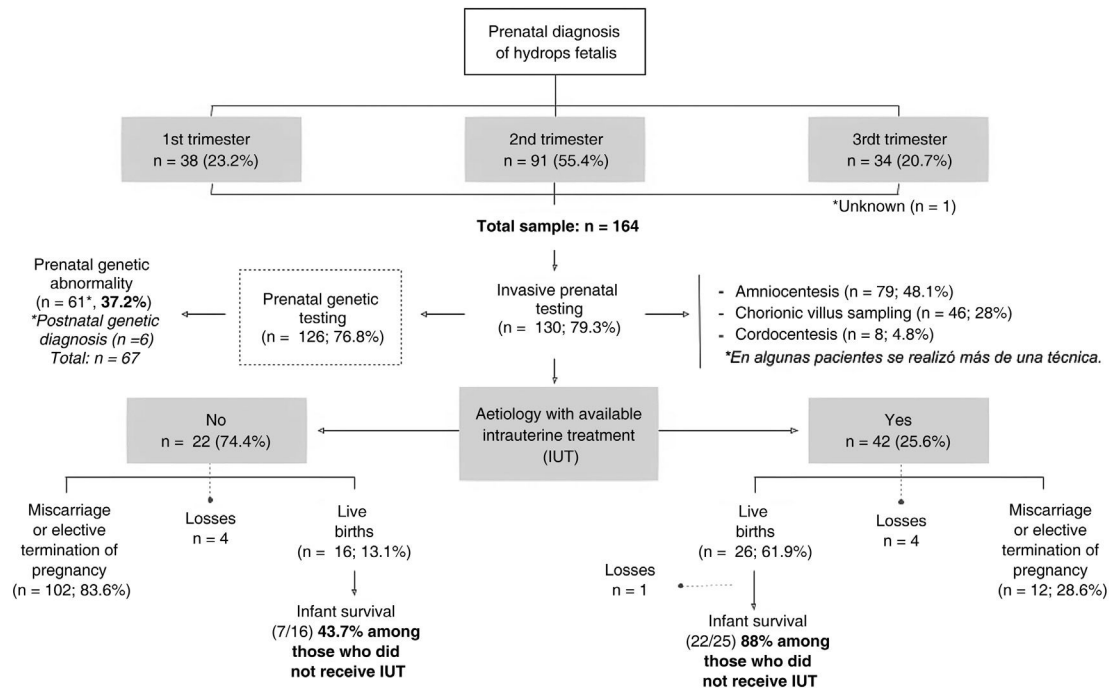 Prenatal diagnosis
of hydrops fetalis
1st trimester
n = 38 (23.2%)
2nd trimester
n = 91 (55.4%)
3rdt trimester
n = 34 (20.7%)
*Unknown (n = 1)
Total sample: n = 164
Prenatal genetic
abnormality
(n = 61*, 37.2%)
*Postnatal genetic
diagnosis (n =6)
Total: n = 67
Prenatal genetic
testing
(n = 126; 76.8%)
Invasive prenatal
testing
(n = 130; 79.3%)
- Amniocentesis (n = 79; 48.1%)
- Chorionic villus sampling (n = 46; 28%)
- Cordocentesis (n = 8; 4.8%)
*En algunas pacientes se realizó más de una técnica.
No
n = 22 (74.4%)
Aetiology with available
intrauterine treatment
(IUT)
Yes
n = 42 (25.6%)
Miscarriage
or elective
termination of
pregnancy
(n = 102; 83.6%)
Losses
n = 4
Live
births
(n = 16; 13.1%)
Infant survival
(7/16) 43.7% among
those who did
not receive IUT
Live
births
(n = 26; 61.9%)
Losses
n = 1
Infant survival
(22/25) 88% among
those who did
not receive IUT
Losses
n = 4
Miscarriage
or elective
termination of
pregnancy
(n = 12; 28.6%)